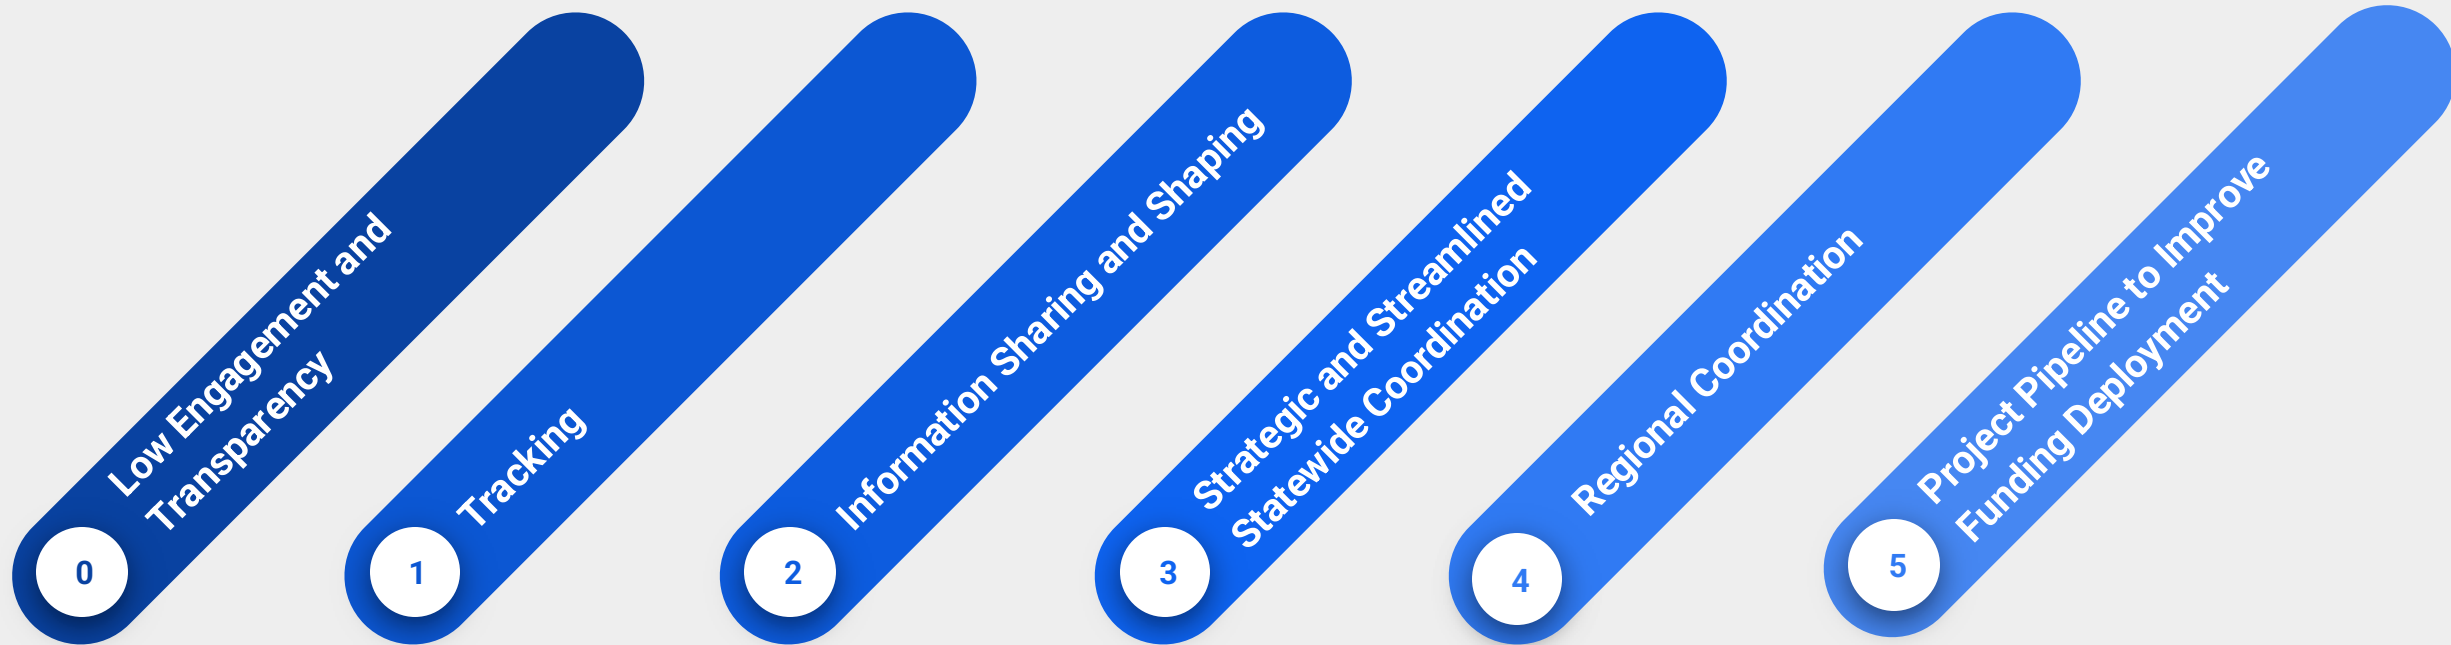 0
Low Engagement and
Transparency
1
Tracking
2
Information Sharing and Shaping
3
Strategic and Streamlined
Statewide Coordination
4
Regional Coordination
5
Project Pipeline to Improve
Funding Deployment